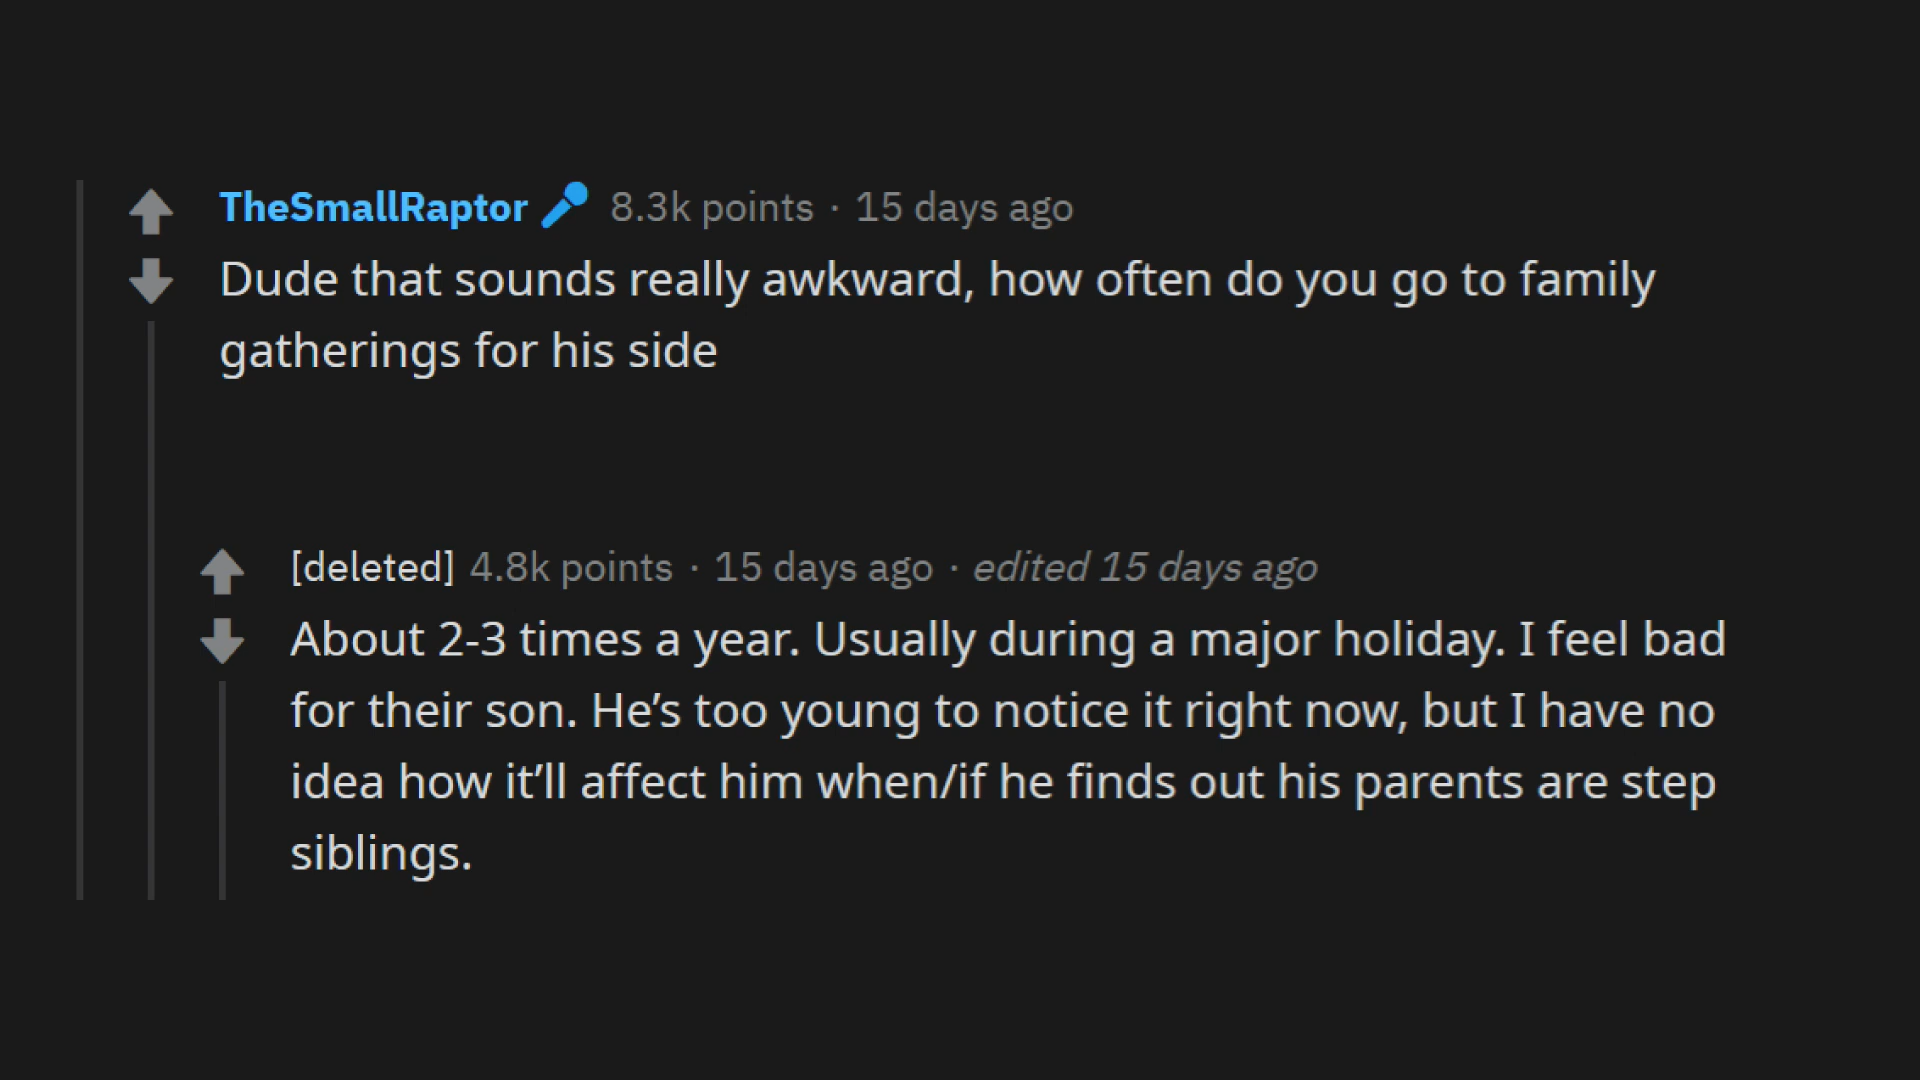 TheSmallRaptor 8.3k points · 15 days ago
Dude that sounds really awkward, how often do you go to family
gatherings for his side
[deleted] 4.8k points · 15 days ago · edited 15 days ago
About 2-3 times a year. Usually during a major holiday. I feel bad
for their son. He’s too young to notice it right now, but I have no
idea how it’ll affect him when/if he finds out his parents are step
siblings.